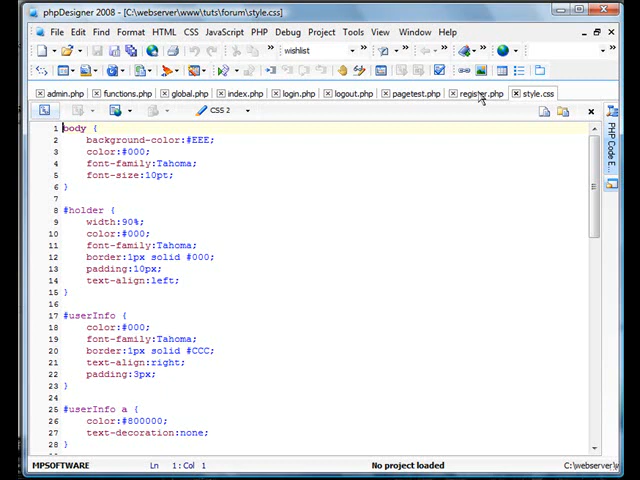 phpDesigner 2008 - [C:\webserver\www\tuts\forum\style.css]
File Edit Find Format HTML CSS JavaScript PHP Debug Project Tools View Window Help
wishlist
admin.php functions.php global.php index.php login.php logout.php pagetest.php register.php style.css
CSS 2
1 body {
2 background-color:#EEE;
3 color:#000;
4 font-family:Tahoma;
5 font-size:10pt;
6 }
7
8 #holder {
9 width:90%;
10 color:#000;
11 font-family:Tahoma;
12 border:1px solid #000;
13 padding:10px;
14 text-align:left;
15 }
16
17 #userInfo {
18 color:#000;
19 font-family:Tahoma;
20 border:1px solid #CCC;
21 text-align:right;
22 padding:3px;
23 }
24
25 #userInfo a {
26 color:#800000;
27 text-decoration:none;
28 }
PHP Code E...
MPSOFTWARE Ln 1: Col 1 No project loaded C:\webserver\w